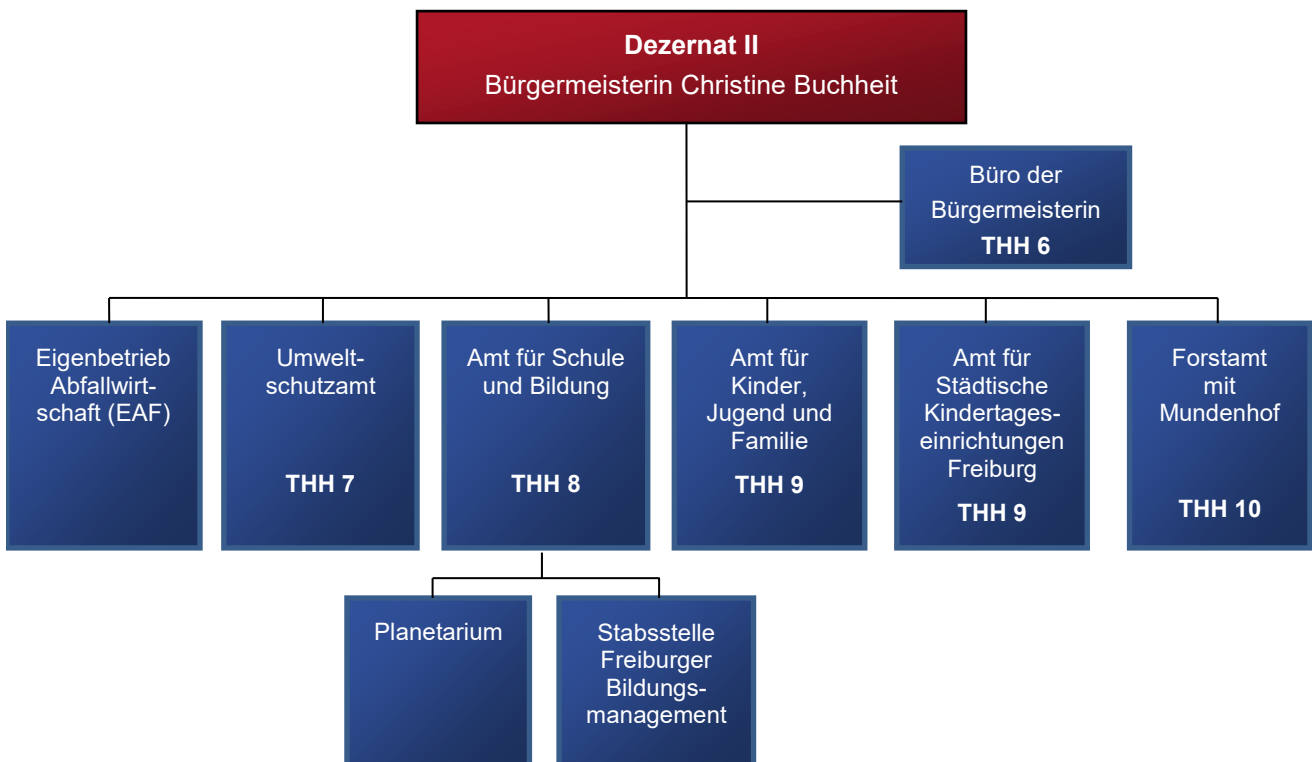 Dezernat II
Bürgermeisterin Christine Buchheit
Büro der
Bürgermeisterin
THH 6
Eigenbetrieb
Abfallwirt-
schaft (EAF)
Umwelt-
schutzamt
THH 7
Amt für Schule
und Bildung
THH 8
Amt für
Kinder,
Jugend und
Familie
THH 9
Amt für
Städtische
Kindertages-
einrichtungen
Freiburg
THH 9
Forstamt
mit
Mundenhof
THH 10
Planetarium
Stabsstelle
Freiburger
Bildungs-
management